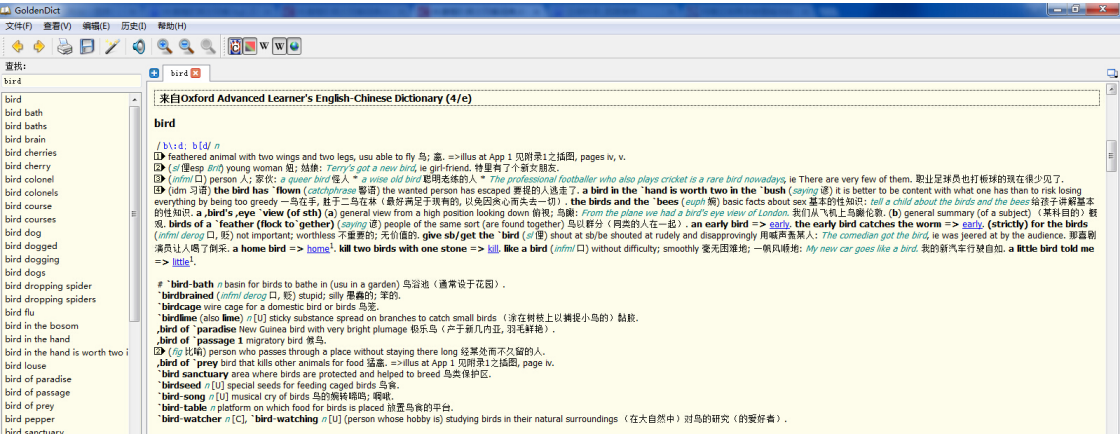 GoldenDict
文件(F) 查看(V) 编辑(E) 历史(I) 帮助(H)
查找:
bird
bird
bird bath
bird baths
bird brain
bird cherries
bird cherry
bird colonel
bird colonels
bird course
bird courses
bird dog
bird dogged
bird dogging
bird dogs
bird dropping spider
bird dropping spiders
bird flu
bird in the bosom
bird in the hand
bird in the hand is worth two i
bird louse
bird of paradise
bird of passage
bird of prey
bird pepper
bird sanctuary
bird
来自Oxford Advanced Learner's English-Chinese Dictionary (4/e)
bird
/ b\:d; bɜd/ n
1 feathered animal with two wings and two legs, usu able to fly 鸟; 禽. =>illus at App 1 见附录1之插图, pages iv, v.
2 (sl 俚esp Brit) young woman 妞; 姑娘: Terry's got a new bird, ie girl-friend. 特里有了个新女朋友.
3 (infml 口) person 人; 家伙: a queer bird 怪人 * a wise old bird 聪明老练的人 * The professional footballer who also plays cricket is a rare bird nowadays, ie There are very few of them. 职业足球员也打板球的现在很少见了.
4 (idm 习语) the bird has `flown (catchphrase 警语) the wanted person has escaped 要捉的人逃走了. a bird in the `hand is worth two in the `bush (saying 谚) it is better to be content with what one has than to risk losing
everything by being too greedy 一鸟在手, 胜于二鸟在林（最好满足于现有的, 以免因贪心而失去一切）. the birds and the `bees (euph 婉) basic facts about sex 基本的性知识: tell a child about the birds and the bees 给孩子讲解基本
的性知识. a ,bird's ,eye `view (of sth) (a) general view from a high position looking down 俯视; 鸟瞰: From the plane we had a bird's eye view of London. 我们从飞机上鸟瞰伦敦. (b) general summary (of a subject) （某科目的）概
观. birds of a `feather (flock to`gether) (saying 谚) people of the same sort (are found together) 鸟以群分（同类的人在一起）. an early bird => early. the early bird catches the worm => early. (strictly) for the birds
(infml derog 口, 贬) not important; worthless 不重要的; 无价值的. give sb/get the `bird (sl 俚) shout at sb/be shouted at rudely and disapprovingly 用喊声轰某人: The comedian got the bird, ie was jeered at by the audience. 那喜剧
演员让人喝了倒采. a home bird => home1. kill two birds with one stone => kill. like a bird (infml 口) without difficulty; smoothly 毫无困难地; 一帆风顺地: My new car goes like a bird. 我的新汽车行驶自如. a little bird told me
=> little1.
# `bird-bath n basin for birds to bathe in (usu in a garden) 鸟浴池（通常设于花园）.
`birdbrained (infml derog 口, 贬) stupid; silly 愚蠢的; 笨的.
`birdcage wire cage for a domestic bird or birds 鸟笼.
`birdlime (also lime) n [U] sticky substance spread on branches to catch small birds （涂在树枝上以捕捉小鸟的）黏胶.
,bird of `paradise New Guinea bird with very bright plumage 极乐鸟（产于新几内亚, 羽毛鲜艳）.
,bird of `passage 1 migratory bird 候鸟.
2 (fig 比喻) person who passes through a place without staying there long 经某处而不久留的人.
,bird of `prey bird that kills other animals for food 猛禽. =>illus at App 1 见附录1之插图, page iv.
`bird sanctuary area where birds are protected and helped to breed 鸟类保护区.
`birdseed n [U] special seeds for feeding caged birds 鸟食.
`bird-song n [U] musical cry of birds 鸟的婉转啼鸣; 啁啾.
`bird-table n platform on which food for birds is placed 放置鸟食的平台.
`bird-watcher n [C], `bird-watching n [U] (person whose hobby is) studying birds in their natural surroundings （在大自然中）对鸟的研究（的爱好者）.